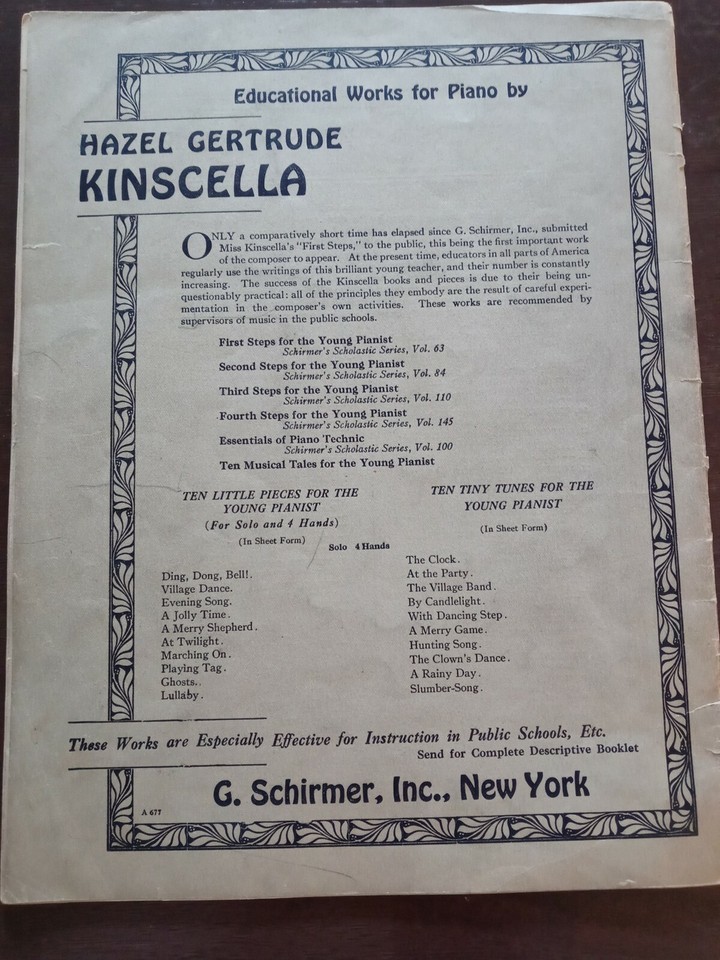 Educational Works for Piano by
HAZEL GERTRUDE
KINSCELLA
ONLY a comparatively short time has elapsed since G. Schirmer, Inc., submitted
Miss Kinscella's "First Steps," to the public, this being the first important work
of the composer to appear. At the present time, educators in all parts of America
regularly use the writings of this brilliant young teacher, and their number is constantly
increasing. The success of the Kinscella books and pieces is due to their being un-
questionably practical: all of the principles they embody are the result of careful experi-
mentation in the composer's own activities. These works are recommended by
supervisors of music in the public schools.
First Steps for the Young Pianist
Schirmer's Scholastic Series, Vol. 63
Second Steps for the Young Pianist
Schirmer's Scholastic Series, Vol. 84
Third Steps for the Young Pianist
Schirmer's Scholastic Series, Vol. 110
Fourth Steps for the Young Pianist
Schirmer's Scholastic Series, Vol. 145
Essentials of Piano Technic
Schirmer's Scholastic Series, Vol. 100
Ten Musical Tales for the Young Pianist
TEN LITTLE PIECES FOR THE
YOUNG PIANIST
(For Solo and 4 Hands)
(In Sheet Form)
Solo 4 Hands
Ding, Dong, Bell!.
Village Dance.
Evening Song.
A Jolly Time.
A Merry Shepherd.
At Twilight.
Marching On.
Playing Tag.
Ghosts.
Lullaby.
TEN TINY TUNES FOR THE
YOUNG PIANIST
(In Sheet Form)
The Clock.
At the Party.
The Village Band.
By Candlelight.
With Dancing Step.
A Merry Game.
Hunting Song.
The Clown's Dance.
A Rainy Day.
Slumber-Song.
These Works are Especially Effective for Instruction in Public Schools, Etc.
Send for Complete Descriptive Booklet
G. Schirmer, Inc., New York
A 677